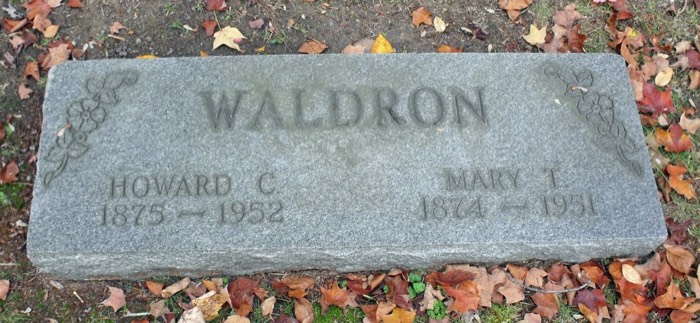 WALDRON
HOWARD C. MARY T.
1875 – 1952 1874 – 1951